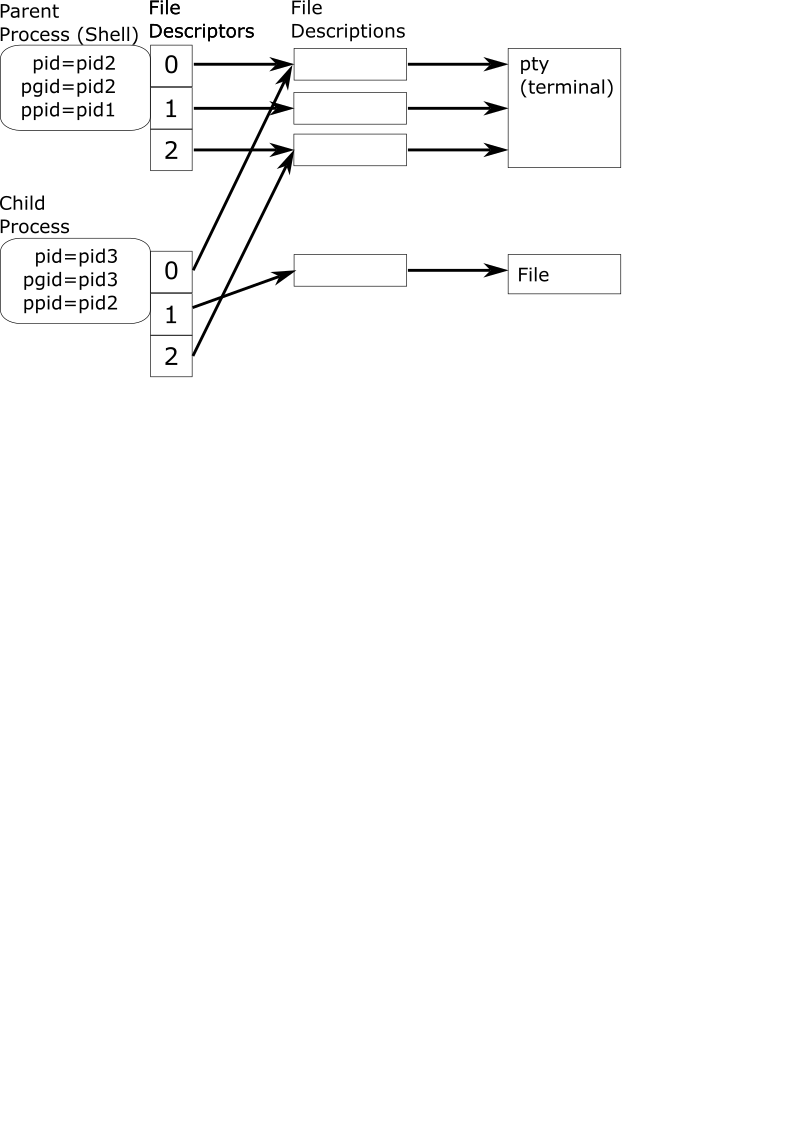 Parent
Process (Shell)
File
Descriptors
File
Descriptions
pid=pid2
pgid=pid2
ppid=pid1
0
1
2
pty
(terminal)
Child
Process
pid=pid3
pgid=pid3
ppid=pid2
0
1
2
File